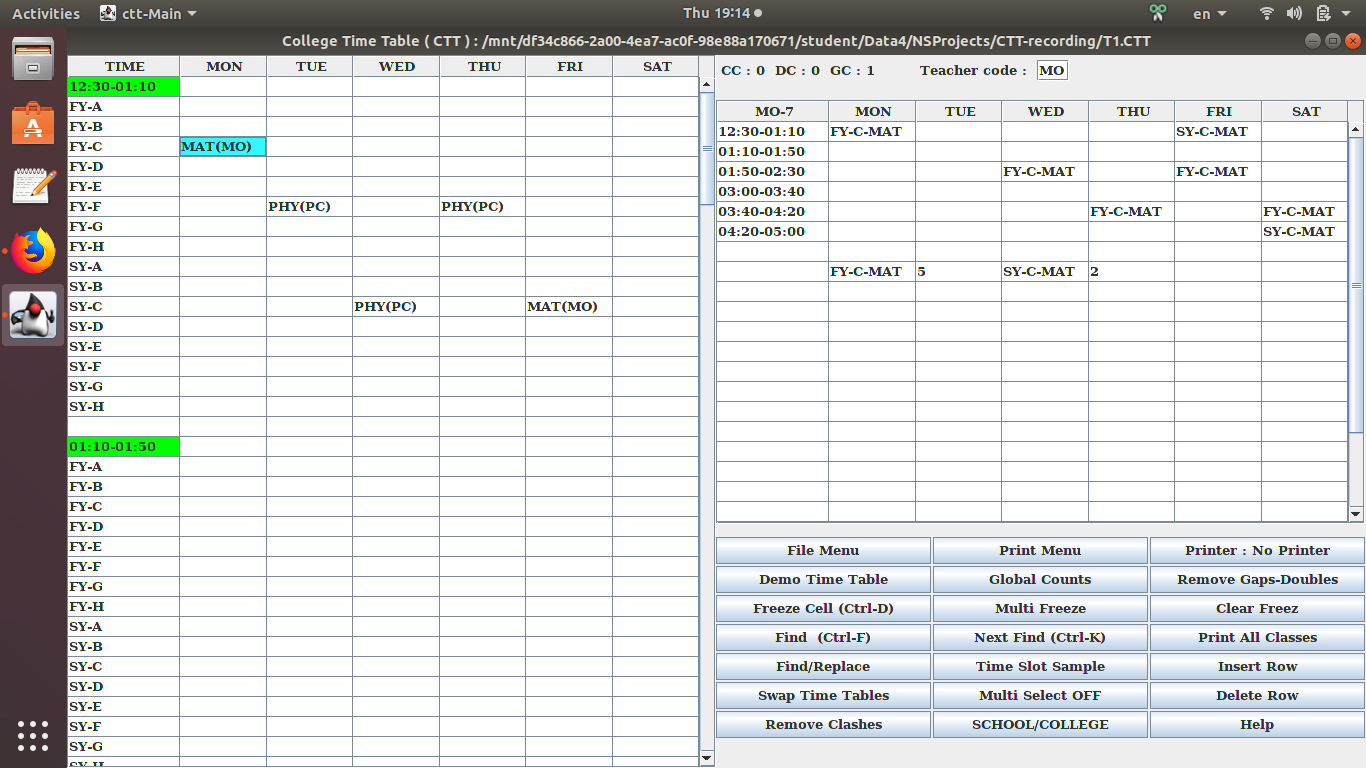 Activities ctt-Main Thu 19:14 en
College Time Table ( CTT ) : /mnt/df34c866-2a00-4ea7-ac0f-98e88a170671/student/Data4/NSProjects/CTT-recording/T1.CTT
TIME MON TUE WED THU FRI SAT
12:30-01:10
FY-A
FY-B
FY-C MAT(MO)
FY-D
FY-E
FY-F PHY(PC) PHY(PC)
FY-G
FY-H
SY-A
SY-B
SY-C PHY(PC) MAT(MO)
SY-D
SY-E
SY-F
SY-G
SY-H
01:10-01:50
FY-A
FY-B
FY-C
FY-D
FY-E
FY-F
FY-G
FY-H
SY-A
SY-B
SY-C
SY-D
SY-E
SY-F
SY-G
SY-H
CC : 0 DC : 0 GC : 1 Teacher code : MO
MO-7 MON TUE WED THU FRI SAT
12:30-01:10 FY-C-MAT SY-C-MAT
01:10-01:50
01:50-02:30 FY-C-MAT FY-C-MAT
03:00-03:40
03:40-04:20 FY-C-MAT FY-C-MAT
04:20-05:00 SY-C-MAT
FY-C-MAT 5 SY-C-MAT 2
File Menu Print Menu Printer : No Printer
Demo Time Table Global Counts Remove Gaps-Doubles
Freeze Cell (Ctrl-D) Multi Freeze Clear Freez
Find (Ctrl-F) Next Find (Ctrl-K) Print All Classes
Find/Replace Time Slot Sample Insert Row
Swap Time Tables Multi Select OFF Delete Row
Remove Clashes SCHOOL/COLLEGE Help